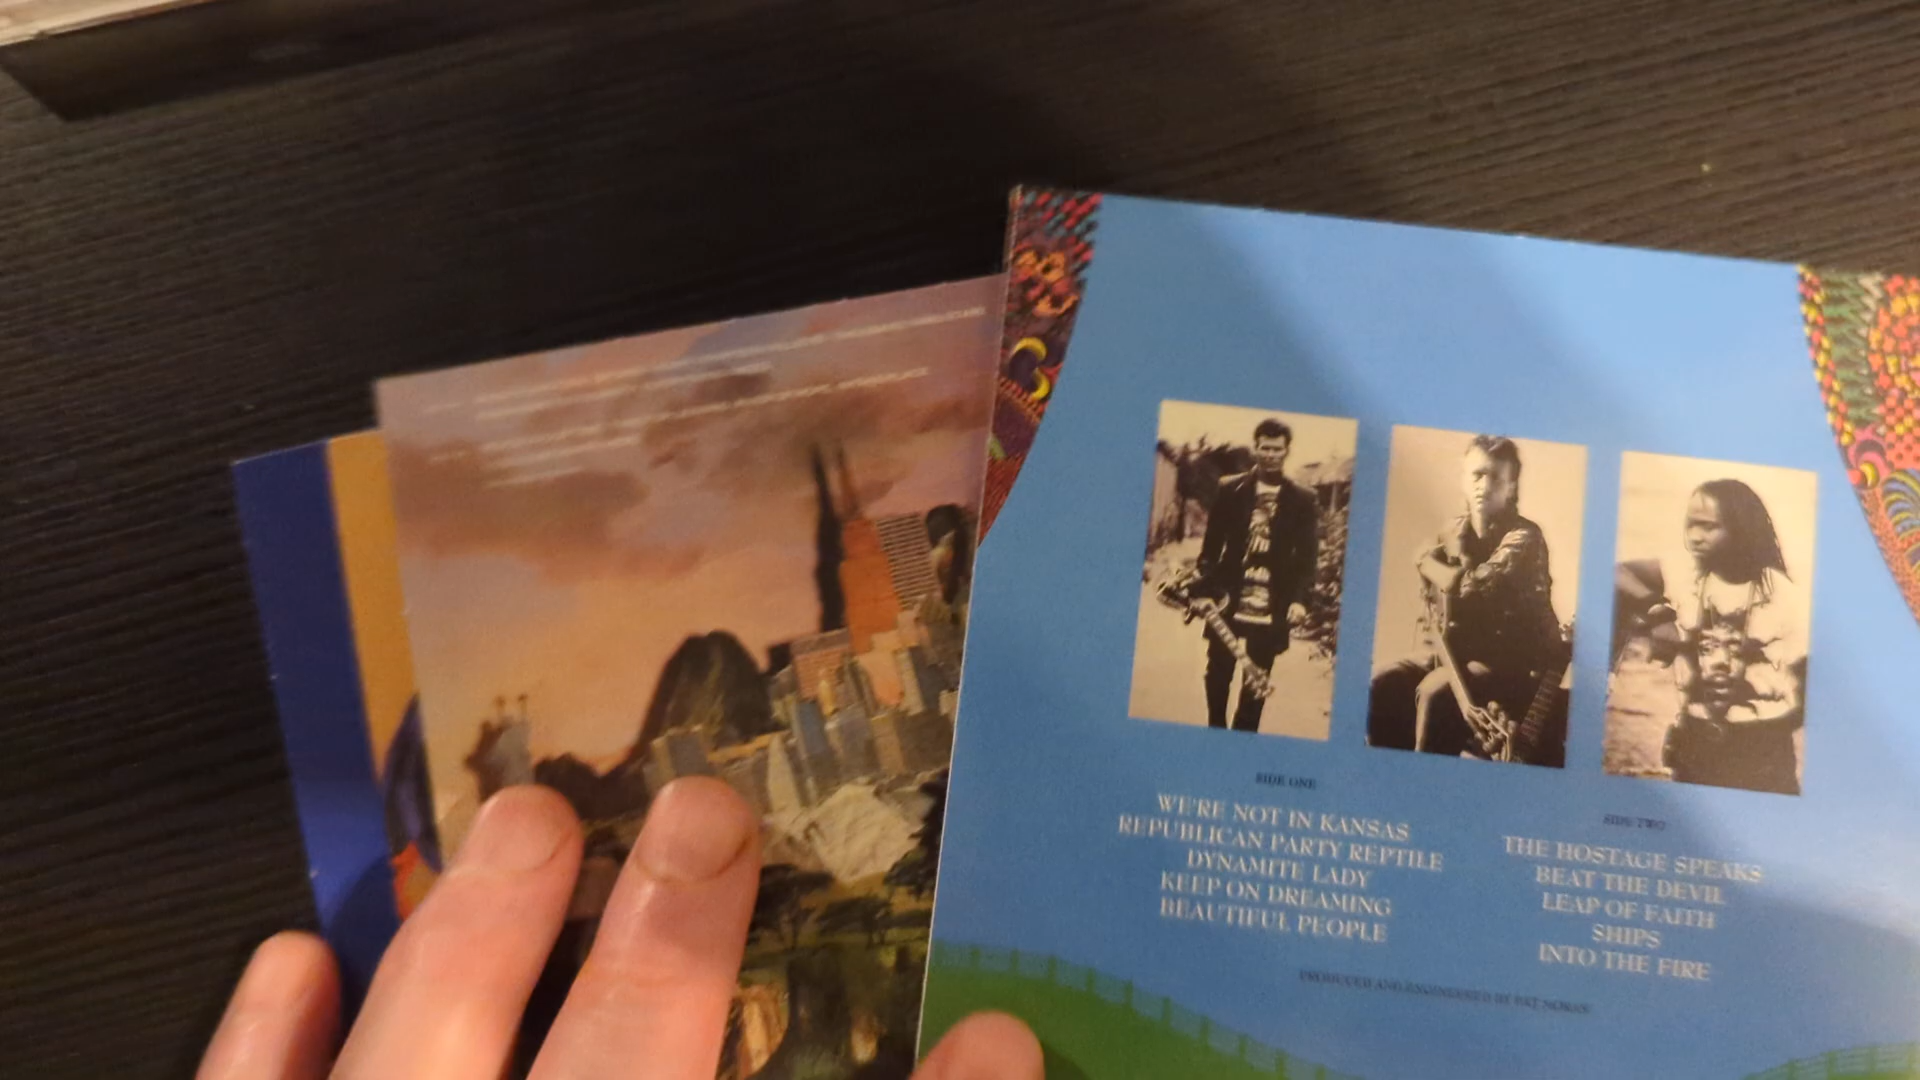 SIDE ONE
WE'RE NOT IN KANSAS
REPUBLICAN PARTY REPTILE
DYNAMITE LADY
KEEP ON DREAMING
BEAUTIFUL PEOPLE
SIDE TWO
THE HOSTAGE SPEAKS
BEAT THE DEVIL
LEAP OF FAITH
SHIPS
INTO THE FIRE
PRODUCED AND ENGINEERED BY PAT MORAN